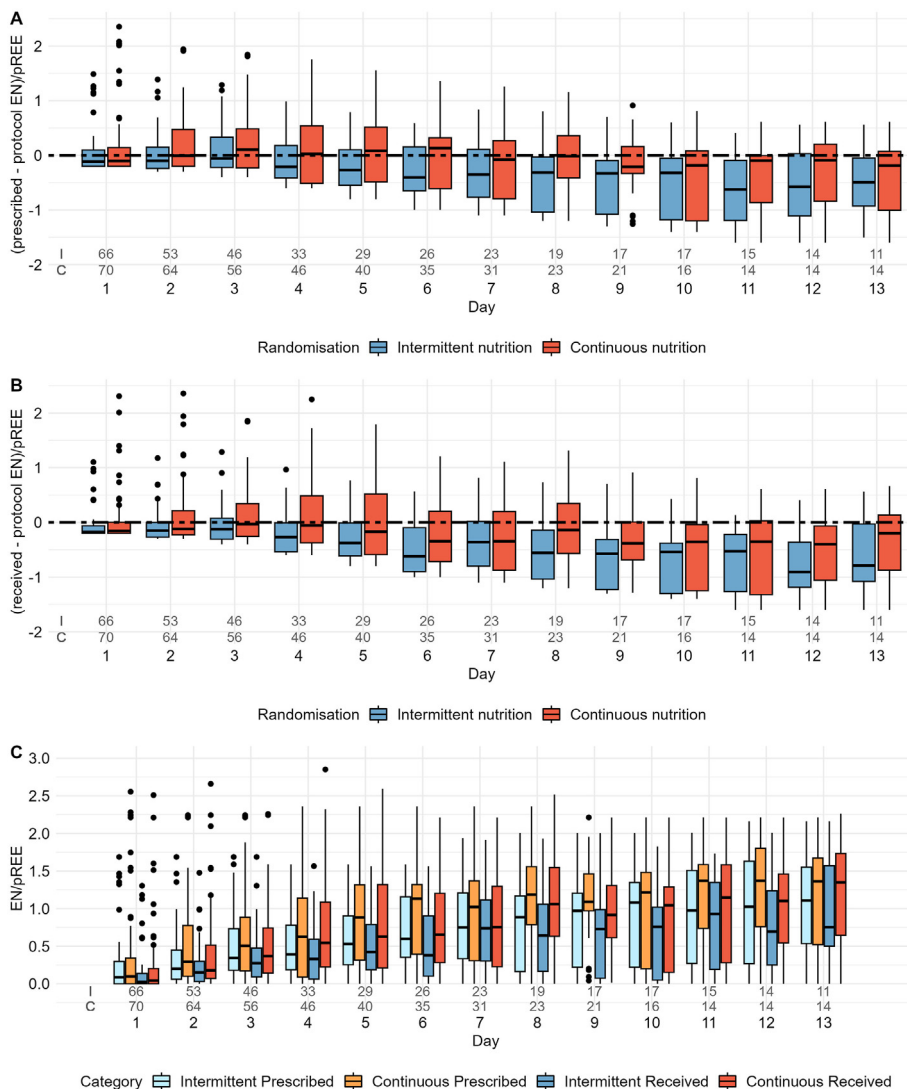 A
(prescribed - protocol EN)/pREE
2
1
0
-1
-2
I 66 53 46 33 29 26 23 19 17 17 15 14 11
C 70 64 56 46 40 35 31 23 21 16 14 14 14
1 2 3 4 5 6 7 8 9 10 11 12 13
Day
Randomisation Intermittent nutrition Continuous nutrition
B
(received - protocol EN)/pREE
2
1
0
-1
-2
I 66 53 46 33 29 26 23 19 17 17 15 14 11
C 70 64 56 46 40 35 31 23 21 16 14 14 14
1 2 3 4 5 6 7 8 9 10 11 12 13
Day
Randomisation Intermittent nutrition Continuous nutrition
C
EN/pREE
3.0
2.5
2.0
1.5
1.0
0.5
0.0
I 66 53 46 33 29 26 23 19 17 17 15 14 11
C 70 64 56 46 40 35 31 23 21 16 14 14 14
1 2 3 4 5 6 7 8 9 10 11 12 13
Day
Category Intermittent Prescribed Continuous Prescribed Intermittent Received Continuous Received